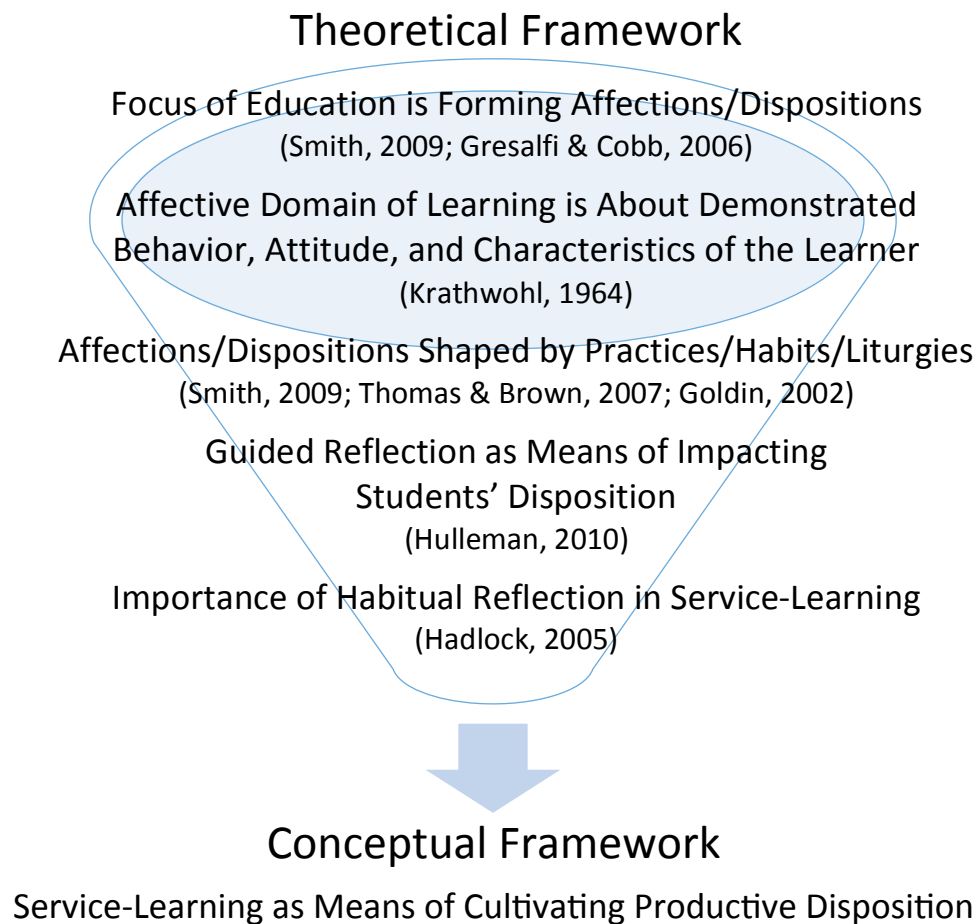 Theoretical Framework
Focus of Education is Forming Affections/Dispositions
(Smith, 2009; Gresalfi & Cobb, 2006)
Affective Domain of Learning is About Demonstrated
Behavior, Attitude, and Characteristics of the Learner
(Krathwohl, 1964)
Affections/Dispositions Shaped by Practices/Habits/Liturgies
(Smith, 2009; Thomas & Brown, 2007; Goldin, 2002)
Guided Reflection as Means of Impacting
Students’ Disposition
(Hulleman, 2010)
Importance of Habitual Reflection in Service-Learning
(Hadlock, 2005)
Conceptual Framework
Service-Learning as Means of Cultivating Productive Disposition